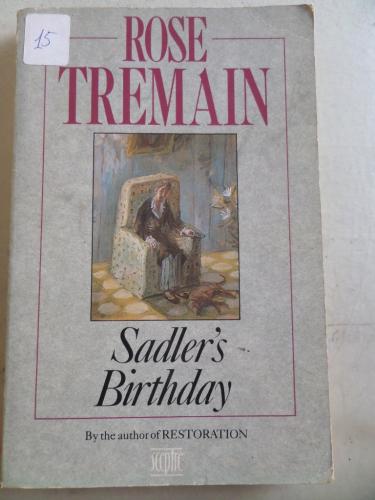 15
ROSE
TREMAIN
Sadler's
Birthday
By the author of RESTORATION
sceptre